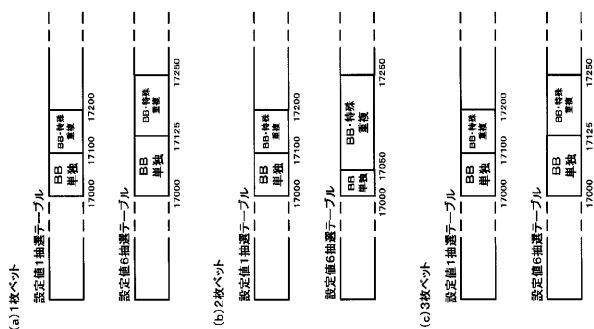 (a)1枚ベット
設定値1抽選テーブル
BB
単独
BB・特殊
重複
17000
17100
17200
設定値6抽選テーブル
BB
単独
BB・特殊
重複
17000
17125
17250
(b)2枚ベット
設定値1抽選テーブル
BB
単独
BB・特殊
重複
17000
17100
17200
設定値6抽選テーブル
BB
単独
BB・特殊
重複
17000
17050
17250
(c)3枚ベット
設定値1抽選テーブル
BB
単独
BB・特殊
重複
17000
17100
17200
設定値6抽選テーブル
BB
単独
BB・特殊
重複
17000
17125
17250